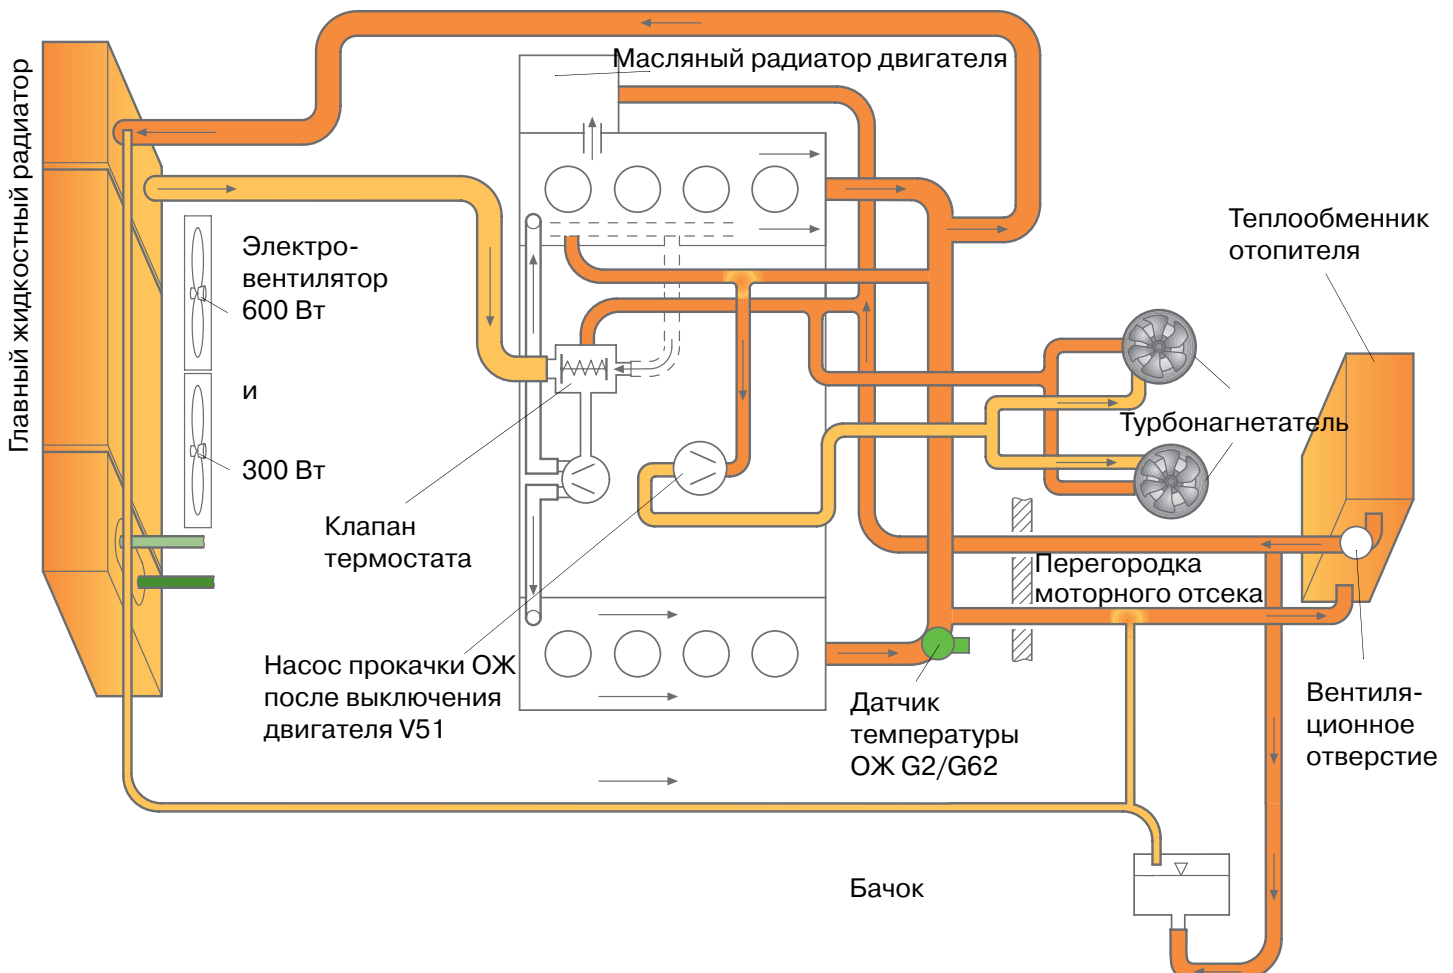 Масляный радиатор двигателя
Главный жидкостный радиатор
Электро-
вентилятор
600 Вт
и
300 Вт
Теплообменник
отопителя
Турбонагнетатель
Клапан
термостата
Перегородка
моторного отсека
Насос прокачки ОЖ
после выключения
двигателя V51
Датчик
температуры
ОЖ G2/G62
Вентиля-
ционное
отверстие
Бачок